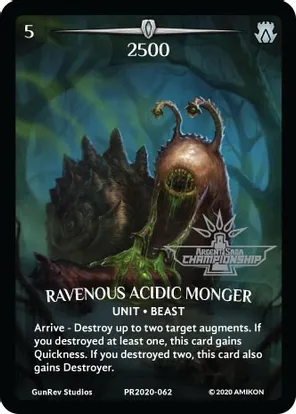 5
2500
ARGENT SAGA
CHAMPIONSHIP
RAVENOUS ACIDIC MONGER
UNIT • BEAST
Arrive - Destroy up to two target augments. If
you destroyed at least one, this card gains
Quickness. If you destroyed two, this card also
gains Destroyer.
GunRev Studios PR2020-062 ©2020 AMIKON